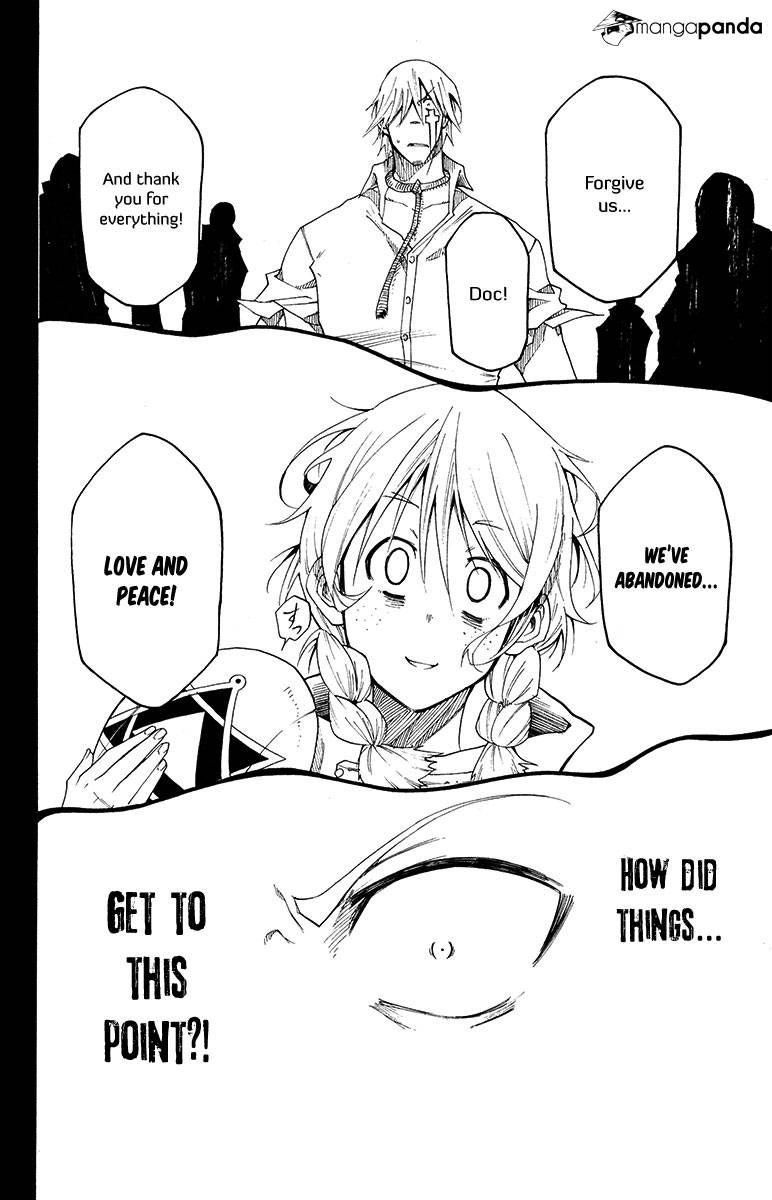 mangapanda
Forgive
us...
Doc!
And thank
you for
everything!
WE'VE
ABANDONED...
LOVE AND
PEACE!
HOW DID
THINGS...
GET TO
THIS
POINT?!